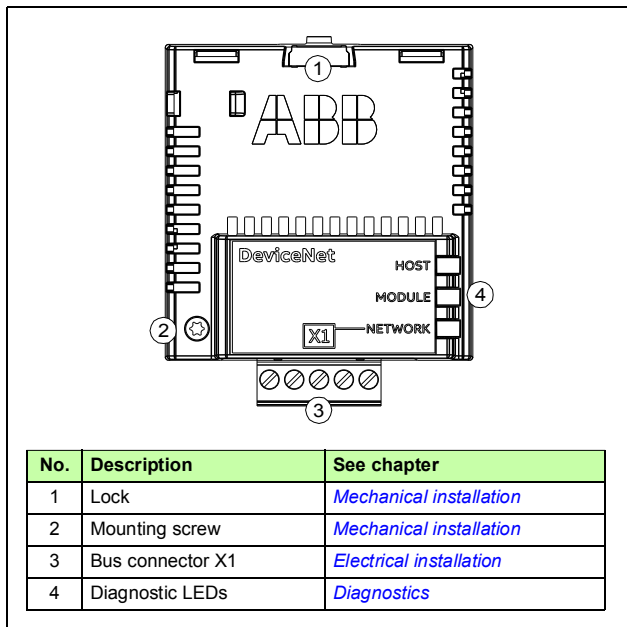 1
ABB
DeviceNet
HOST
MODULE
4
2
X1
NETWORK
3
No. Description See chapter
1 Lock Mechanical installation
2 Mounting screw Mechanical installation
3 Bus connector X1 Electrical installation
4 Diagnostic LEDs Diagnostics